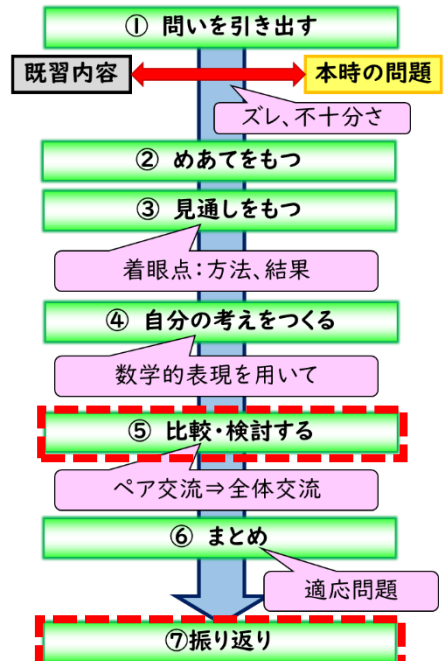 ① 問いを引き出す
既習内容
本時の問題
ズレ、不十分さ
② めあてをもつ
③ 見通しをもつ
着眼点：方法、結果
④ 自分の考えをつくる
数学的表現を用いて
⑤ 比較・検討する
ペア交流⇒全体交流
⑥ まとめ
適応問題
⑦振り返り